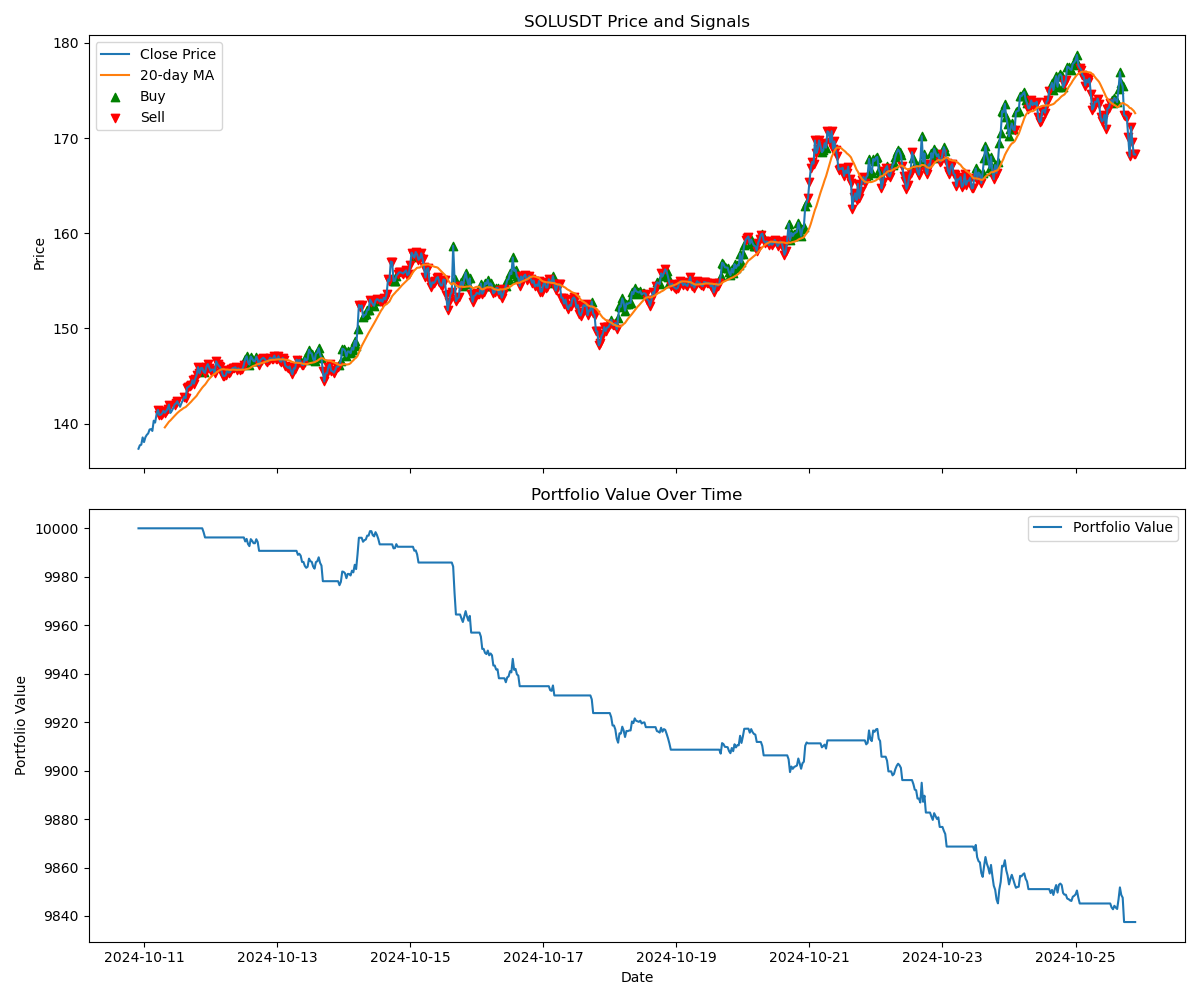 SOLUSDT Price and Signals
Close Price
20-day MA
Buy
Sell
180
170
160
150
140
Price
Portfolio Value Over Time
Portfolio Value
10000
9980
9960
9940
9920
9900
9880
9860
9840
Portfolio Value
2024-10-11
2024-10-13
2024-10-15
2024-10-17
2024-10-19
2024-10-21
2024-10-23
2024-10-25
Date